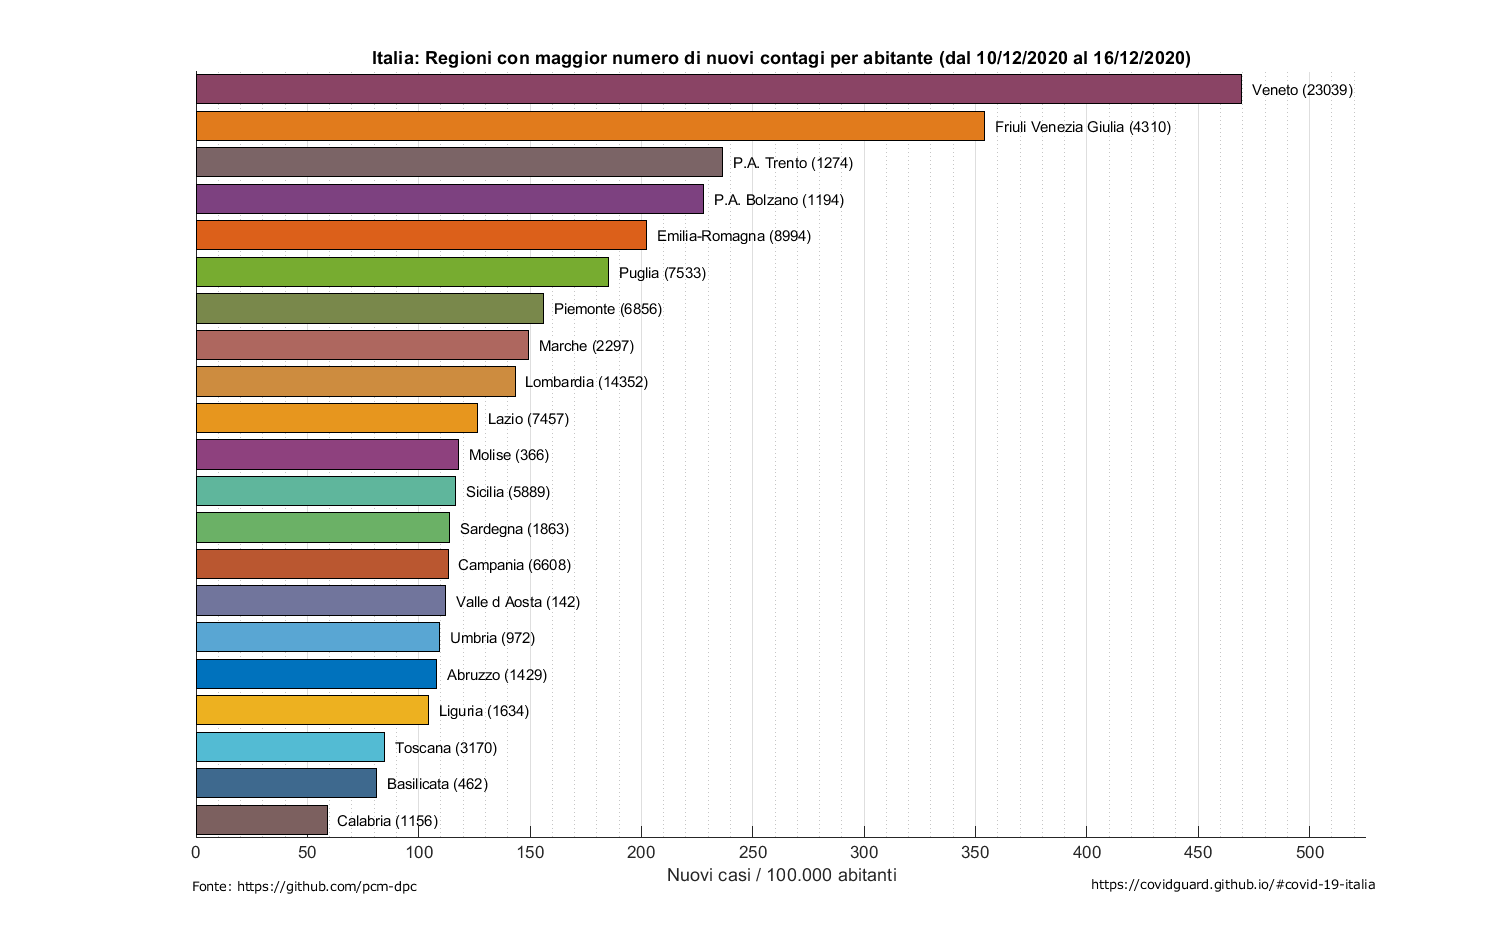 Italia: Regioni con maggior numero di nuovi contagi per abitante (dal 10/12/2020 al 16/12/2020)
Veneto (23039)
Friuli Venezia Giulia (4310)
P.A. Trento (1274)
P.A. Bolzano (1194)
Emilia-Romagna (8994)
Puglia (7533)
Piemonte (6856)
Marche (2297)
Lombardia (14352)
Lazio (7457)
Molise (366)
Sicilia (5889)
Sardegna (1863)
Campania (6608)
Valle d Aosta (142)
Umbria (972)
Abruzzo (1429)
Liguria (1634)
Toscana (3170)
Basilicata (462)
Calabria (1156)
0 50 100 150 200 250 300 350 400 450 500
Nuovi casi / 100.000 abitanti
Fonte: https://github.com/pcm-dpc
https://covidguard.github.io/#covid-19-italia